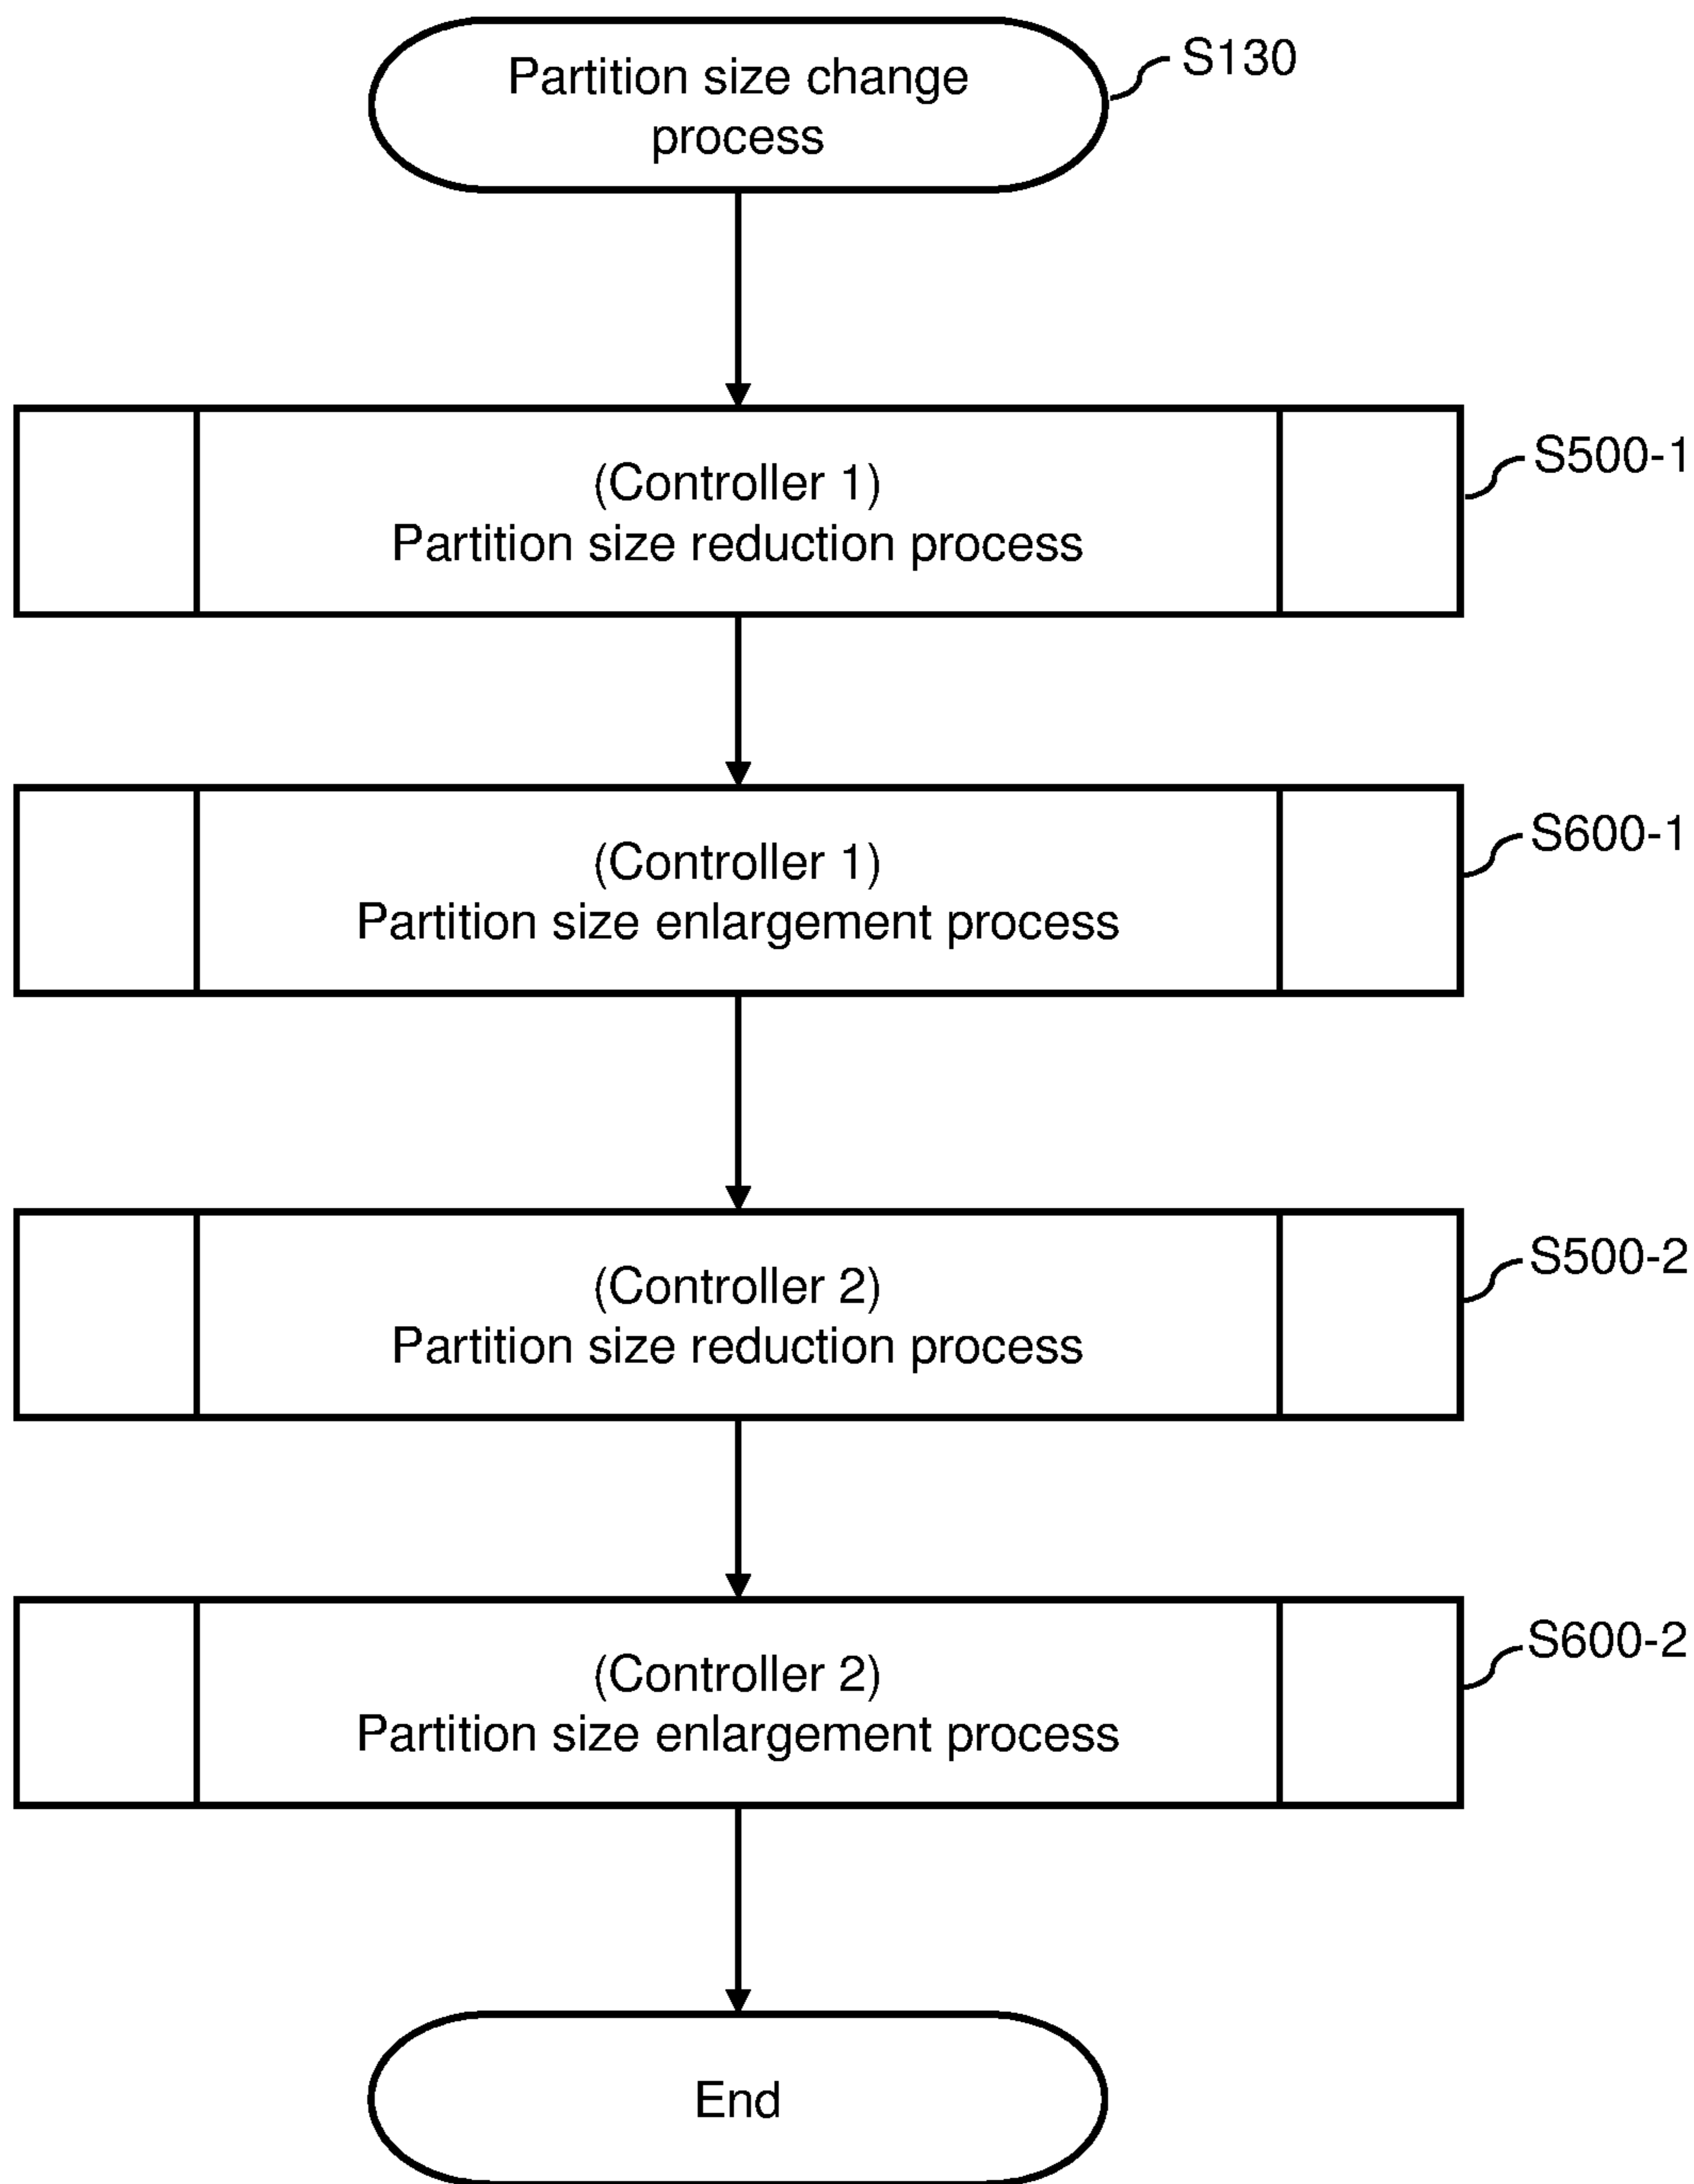 Partition size change
process
S130
(Controller 1)
Partition size reduction process
S500-1
(Controller 1)
Partition size enlargement process
S600-1
(Controller 2)
Partition size reduction process
S500-2
(Controller 2)
Partition size enlargement process
S600-2
End